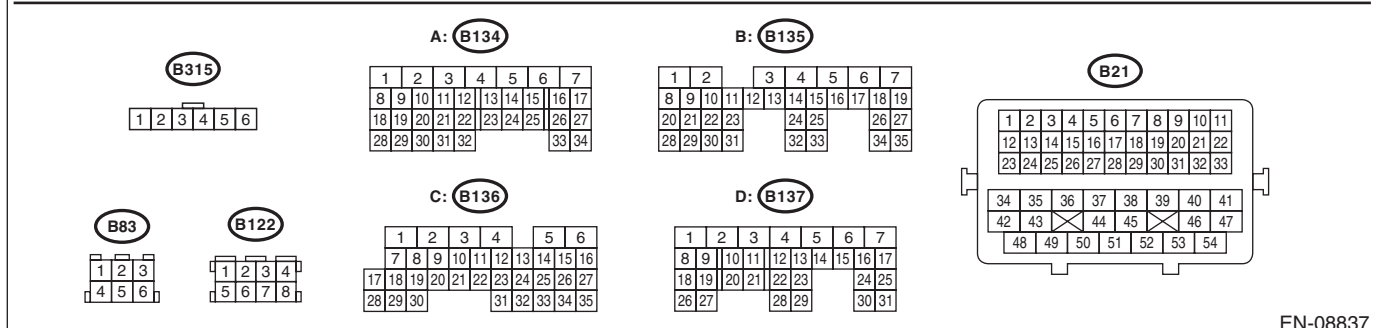 A: B134
B: B135
B315
B21
1 2 3 4 5 6
1 2 3 4 5 6 7
8 9 10 11 12 13 14 15 16 17
18 19 20 21 22 23 24 25 26 27
28 29 30 31 32 33 34
1 2 3 4 5 6 7
8 9 10 11 12 13 14 15 16 17 18 19
20 21 22 23 24 25 26 27
28 29 30 31 32 33 34 35
1 2 3 4 5 6 7 8 9 10 11
12 13 14 15 16 17 18 19 20 21 22
23 24 25 26 27 28 29 30 31 32 33
34 35 36 37 38 39 40 41
42 43 44 45 46 47
48 49 50 51 52 53 54
C: B136
D: B137
B83
B122
1 2 3
4 5 6
1 2 3 4
5 6 7 8
1 2 3 4 5 6
7 8 9 10 11 12 13 14 15 16
17 18 19 20 21 22 23 24 25 26 27
28 29 30 31 32 33 34 35
1 2 3 4 5 6 7
8 9 10 11 12 13 14 15 16 17
18 19 20 21 22 23 24 25
26 27 28 29 30 31
EN-08837